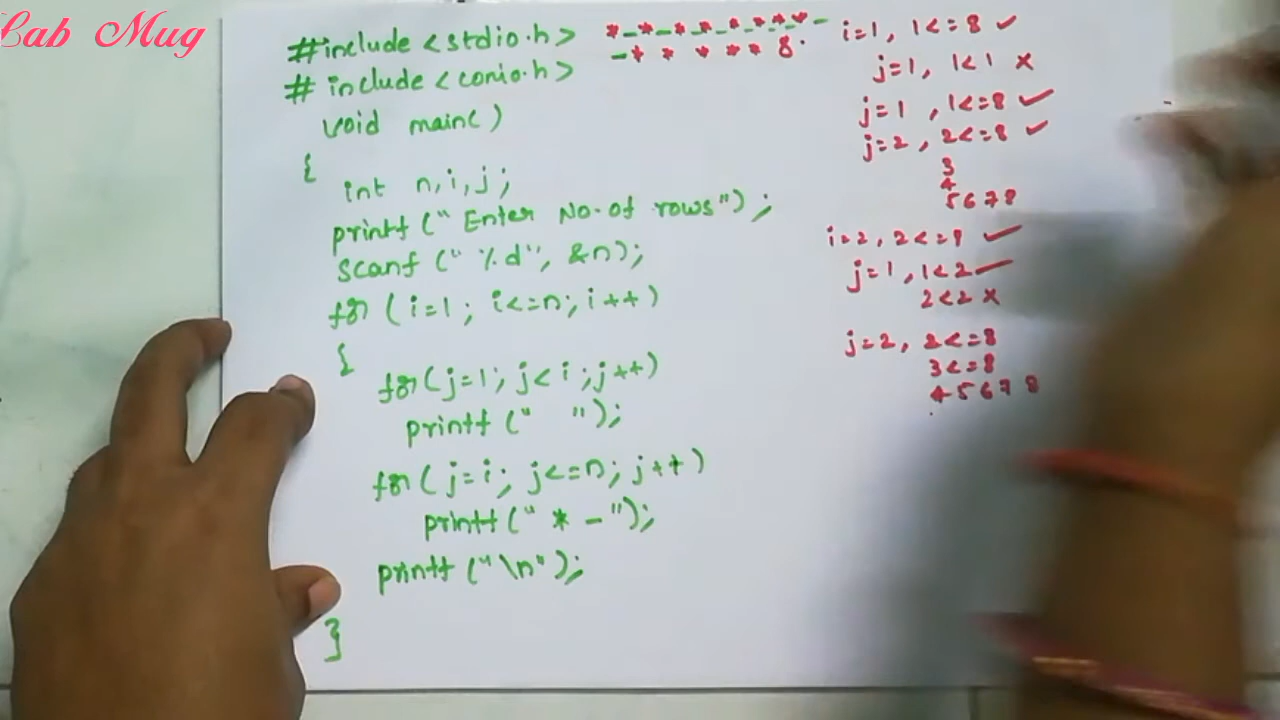 Lab Mug
#include <stdio.h>
# include <conio.h>
void main()
{
int n,i,j;
printf (" Enter No.of rows");
scanf (" %d", &n);
for (i=1; i<=n; i++)
{
for(j=1; j<i ;j++)
printf (" ");
for(j=i; j<=n; j++)
printf (" * -");
printf ("\n");
}
*-*-*-*-*-*-*-*-
-* * * * * 8.
i=1, 1<=8 ✓
j=1, 1<1 x
j=1 , 1<=8 ✓
j=2 , 2<=8 ✓
3
4
5 6 7 8
i=2, 2<=8 ✓
j=1, 1<2 ✓
2<2 x
j=2, 2<=8
3<=8
4 5 6 7 8